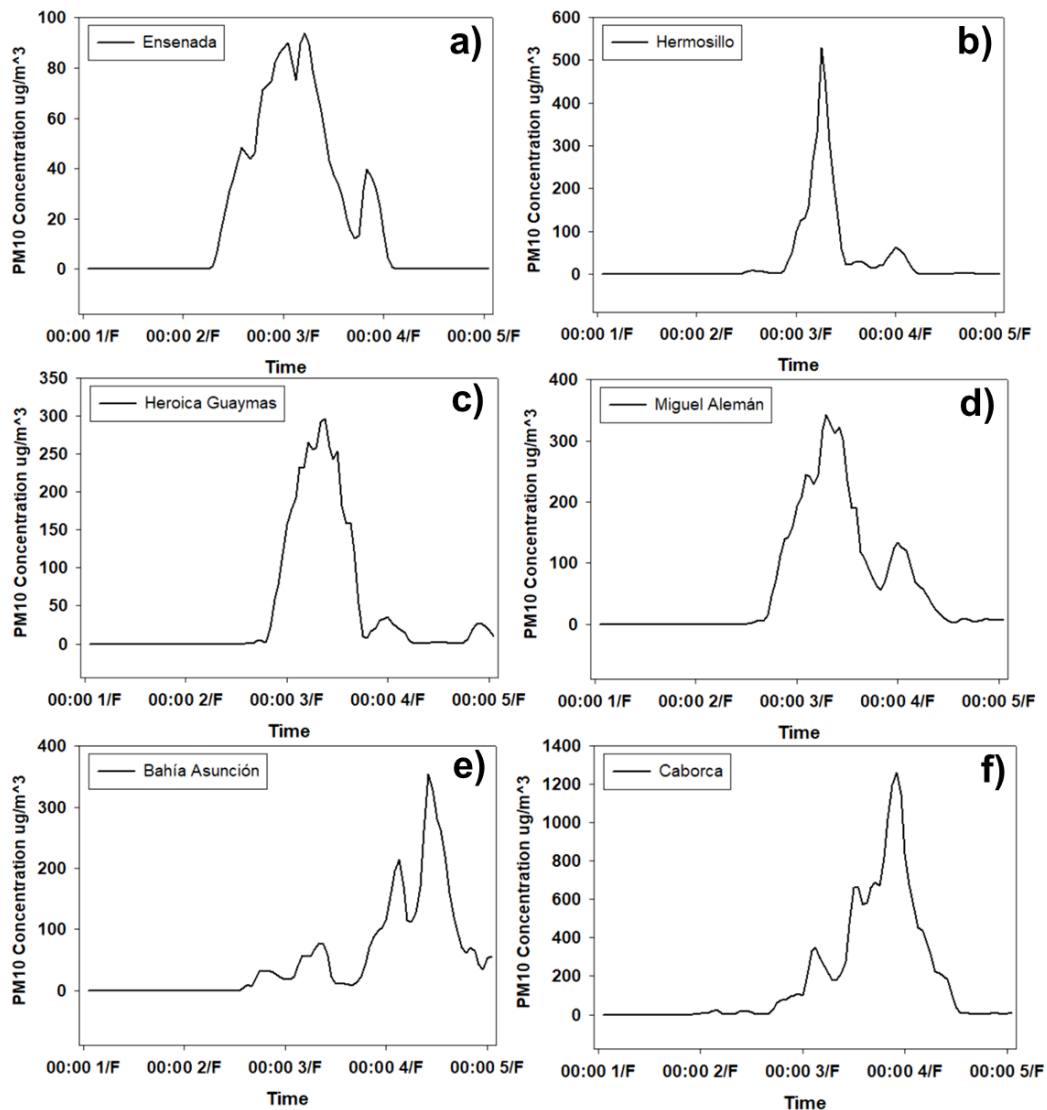 a)
Ensenada
PM10 Concentration ug/m^3
100
80
60
40
20
0
00:00 1/F 00:00 2/F 00:00 3/F 00:00 4/F 00:00 5/F
Time
b)
Hermosillo
PM10 Concentration ug/m^3
600
500
400
300
200
100
0
00:00 1/F 00:00 2/F 00:00 3/F 00:00 4/F 00:00 5/F
Time
c)
Heroica Guaymas
PM10 Concentration ug/m^3
350
300
250
200
150
100
50
0
00:00 1/F 00:00 2/F 00:00 3/F 00:00 4/F 00:00 5/F
Time
d)
Miguel Alemán
PM10 Concentration ug/m^3
400
300
200
100
0
00:00 1/F 00:00 2/F 00:00 3/F 00:00 4/F 00:00 5/F
Time
e)
Bahía Asunción
PM10 Concentration ug/m^3
400
300
200
100
0
00:00 1/F 00:00 2/F 00:00 3/F 00:00 4/F 00:00 5/F
Time
f)
Caborca
PM10 Concentration ug/m^3
1400
1200
1000
800
600
400
200
0
00:00 1/F 00:00 2/F 00:00 3/F 00:00 4/F 00:00 5/F
Time